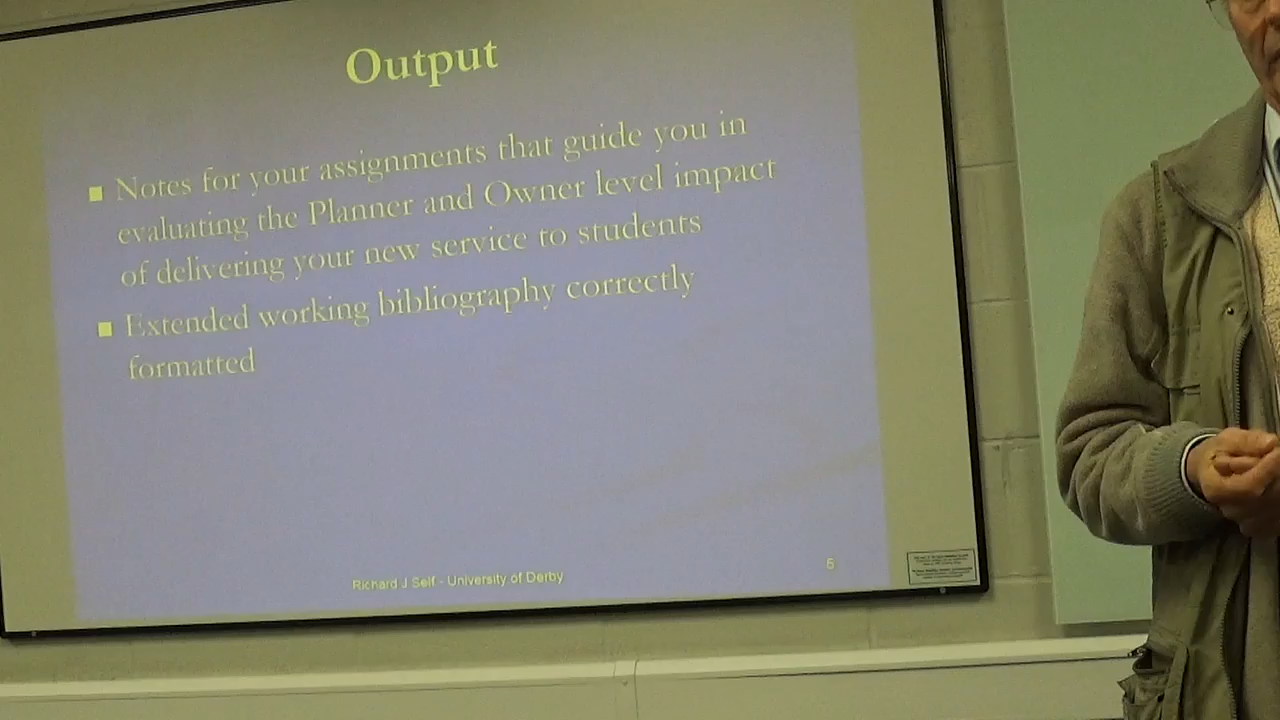 Output
Notes for your assignments that guide you in
evaluating the Planner and Owner level impact
of delivering your new service to students
Extended working bibliography correctly
formatted
Richard J Self - University of Derby
5